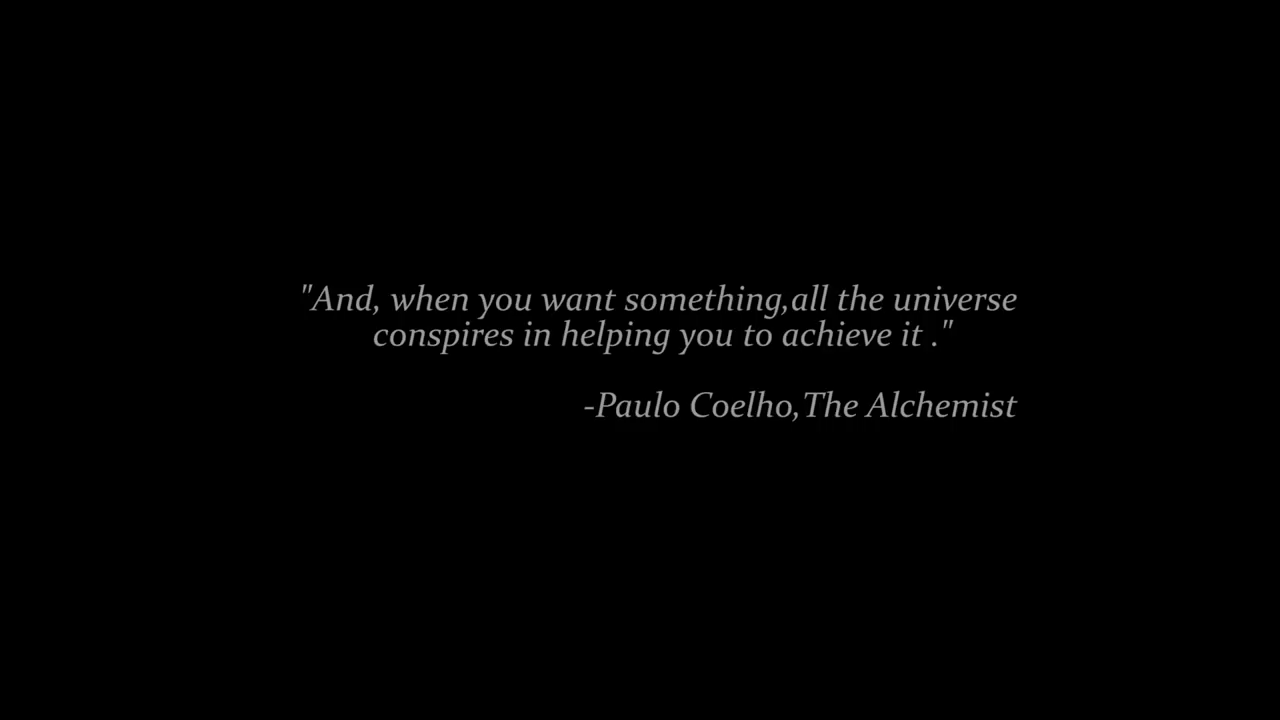 "And, when you want something,all the universe
conspires in helping you to achieve it ."
-Paulo Coelho,The Alchemist